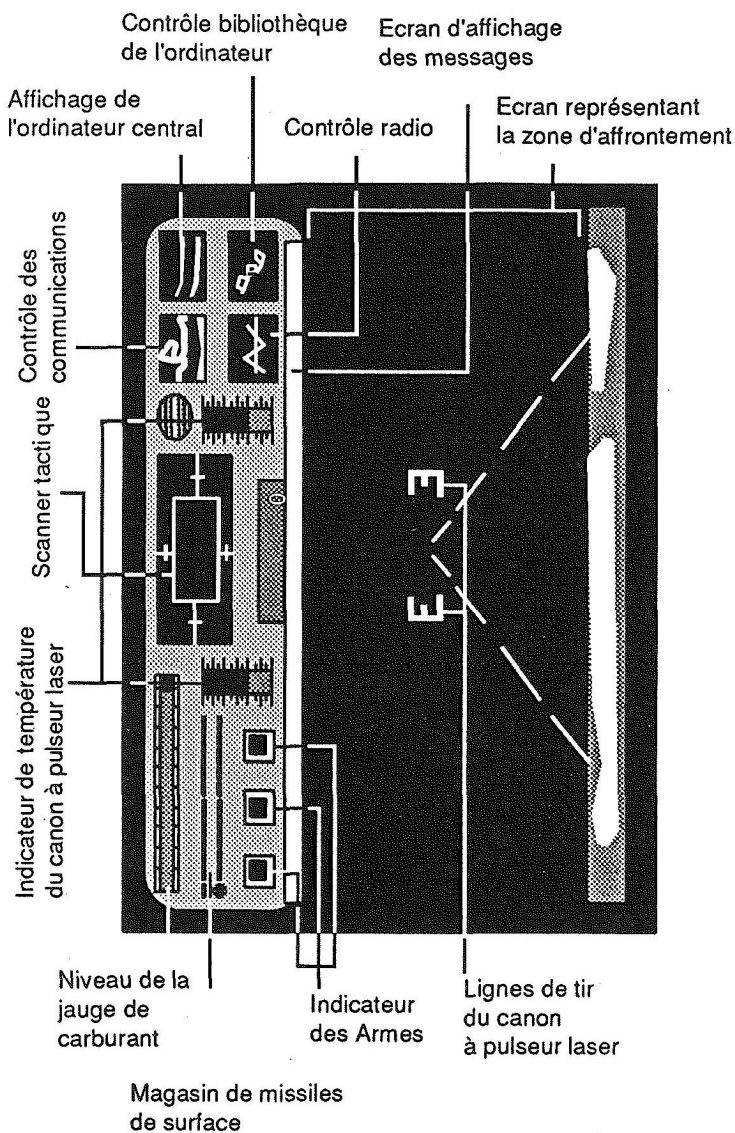 Contrôle bibliothèque
de l'ordinateur
Ecran d'affichage
des messages
Affichage de
l'ordinateur central
Contrôle radio
Ecran représentant
la zone d'affrontement
Contrôle des
communications
Scanner tactique
Indicateur de température
du canon à pulseur laser
0
Niveau de la
jauge de
carburant
Indicateur
des Armes
Lignes de tir
du canon
à pulseur laser
Magasin de missiles
de surface